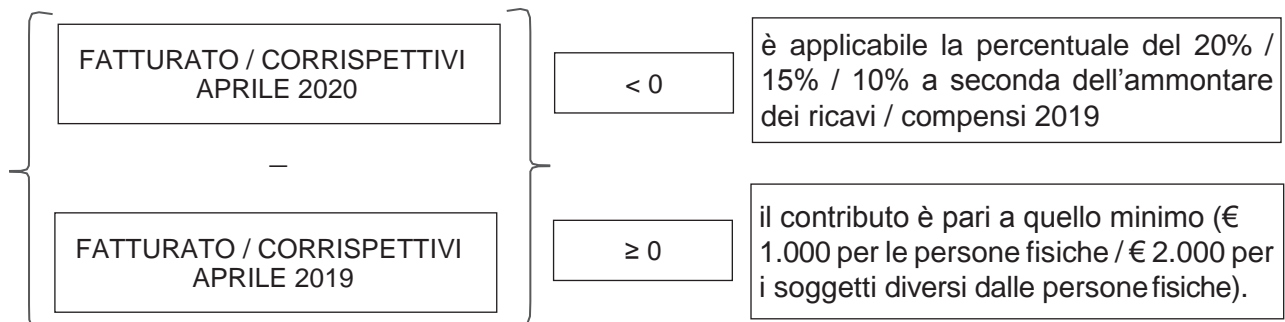 FATTURATO / CORRISPETTIVI
APRILE 2020
–
FATTURATO / CORRISPETTIVI
APRILE 2019
< 0
è applicabile la percentuale del 20% /
15% / 10% a seconda dell’ammontare
dei ricavi / compensi 2019
≥ 0
il contributo è pari a quello minimo (€
1.000 per le persone fisiche / € 2.000 per
i soggetti diversi dalle persone fisiche).